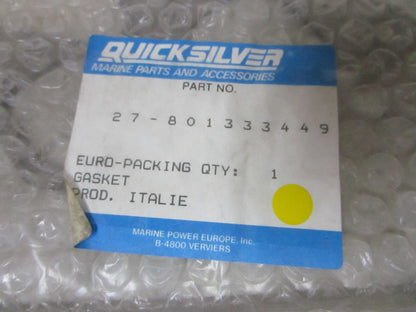 QUICKSILVER
MARINE PARTS AND ACCESSORIES
PART NO.
27-801333449
EURO-PACKING QTY: 1
GASKET
PROD. ITALIE
MARINE POWER EUROPE, Inc.
B-4800 VERVIERS